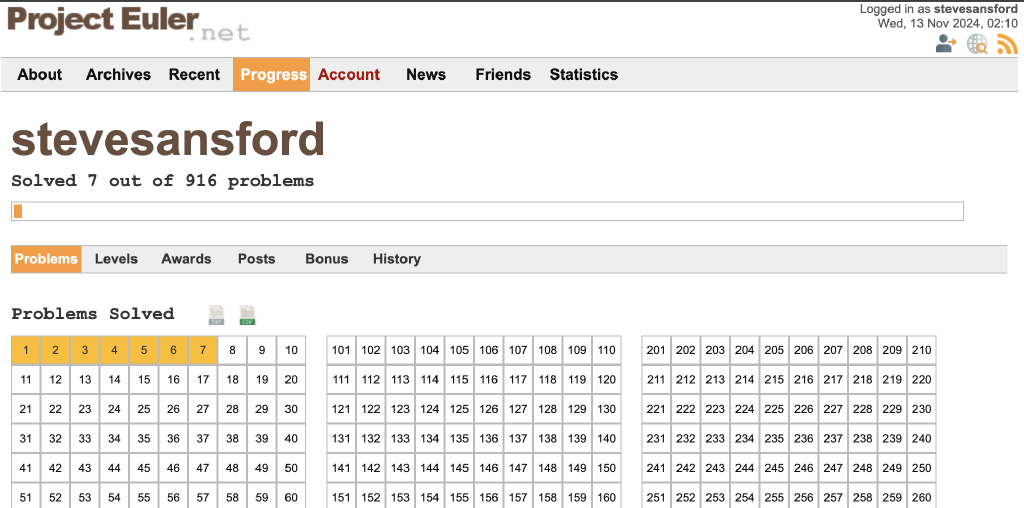 Project Euler
.net
Logged in as stevesansford
Wed, 13 Nov 2024, 02:10
About Archives Recent Progress Account News Friends Statistics
stevesansford
Solved 7 out of 916 problems
Problems Levels Awards Posts Bonus History
Problems Solved TXT CSV
1 2 3 4 5 6 7 8 9 10 101 102 103 104 105 106 107 108 109 110 201 202 203 204 205 206 207 208 209 210
11 12 13 14 15 16 17 18 19 20 111 112 113 114 115 116 117 118 119 120 211 212 213 214 215 216 217 218 219 220
21 22 23 24 25 26 27 28 29 30 121 122 123 124 125 126 127 128 129 130 221 222 223 224 225 226 227 228 229 230
31 32 33 34 35 36 37 38 39 40 131 132 133 134 135 136 137 138 139 140 231 232 233 234 235 236 237 238 239 240
41 42 43 44 45 46 47 48 49 50 141 142 143 144 145 146 147 148 149 150 241 242 243 244 245 246 247 248 249 250
51 52 53 54 55 56 57 58 59 60 151 152 153 154 155 156 157 158 159 160 251 252 253 254 255 256 257 258 259 260